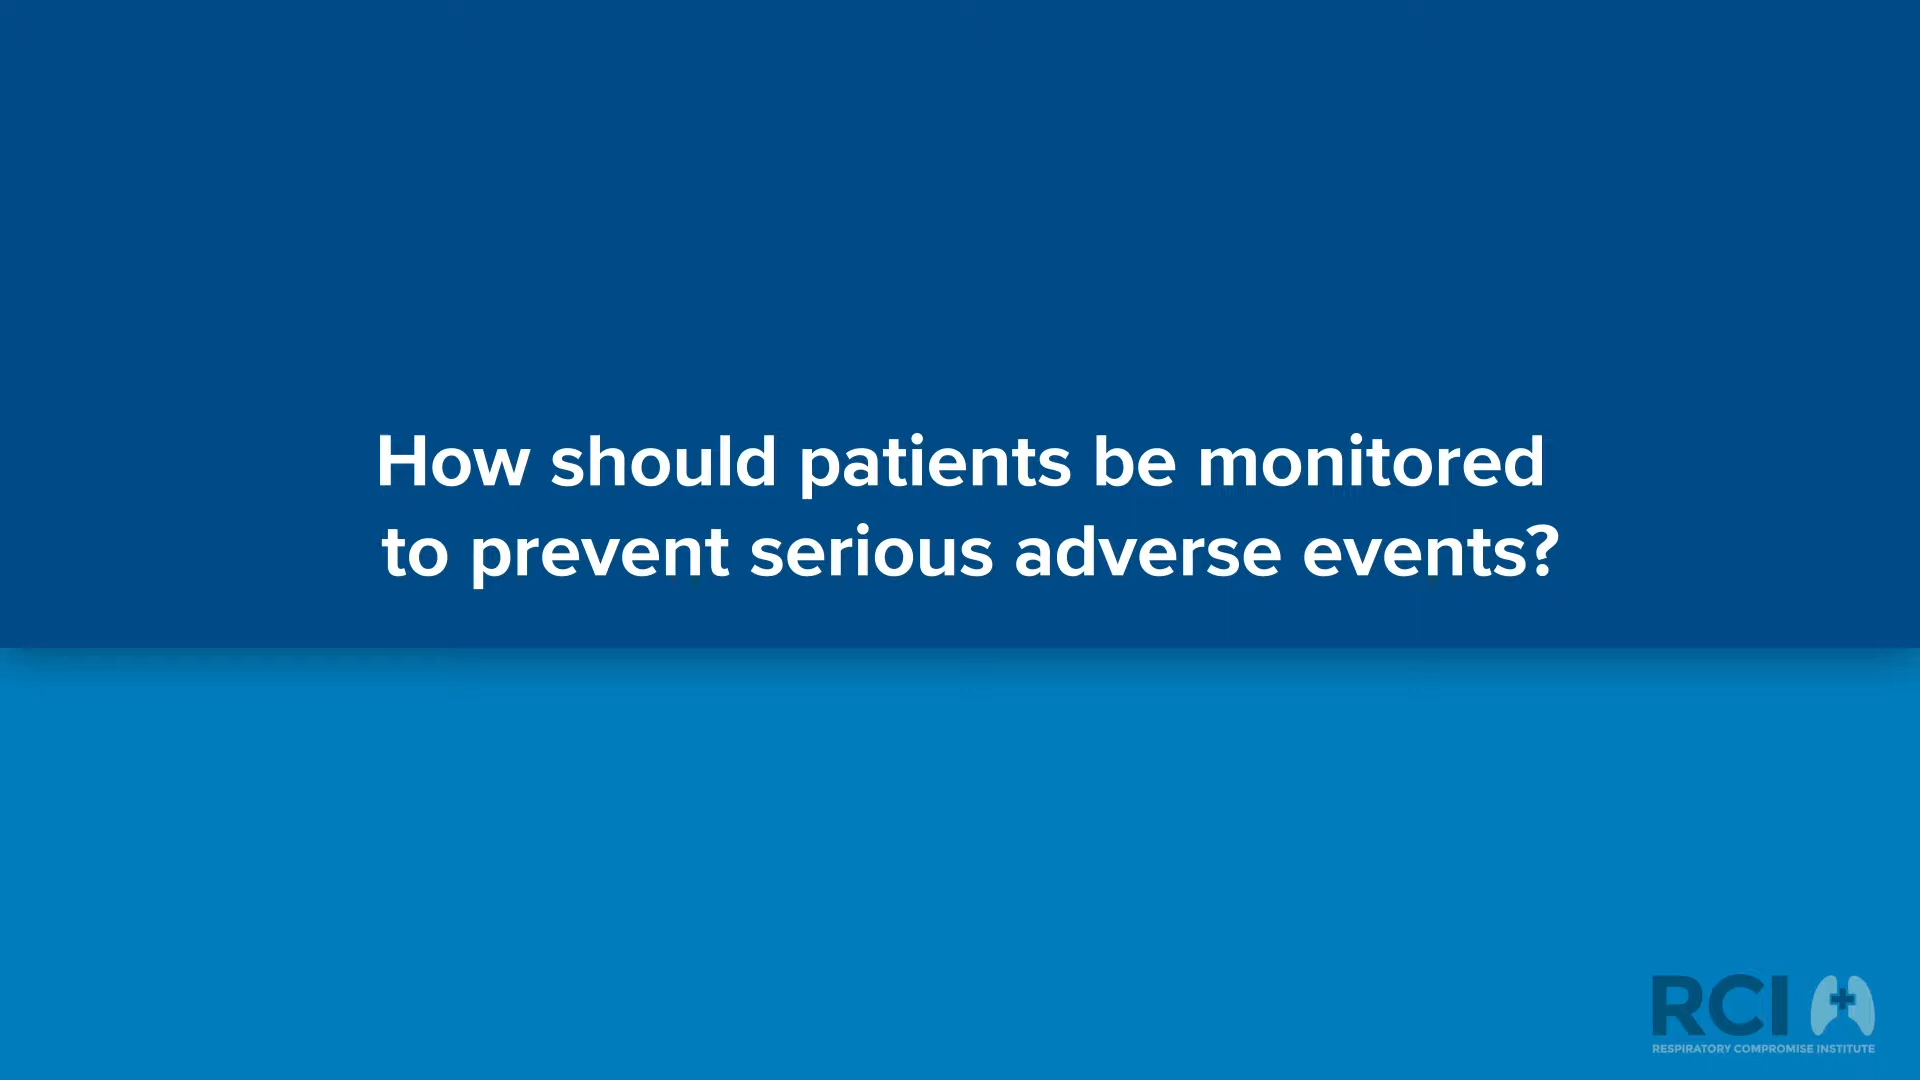 How should patients be monitored
to prevent serious adverse events?
RCI
RESPIRATORY COMPROMISE INSTITUTE